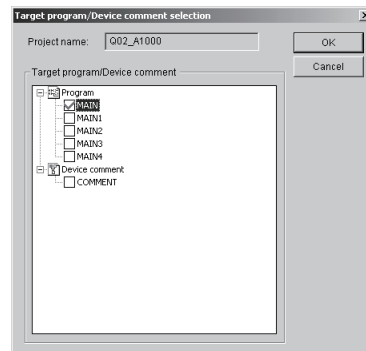 Target program/Device comment selection
Project name: Q02_A1000
OK
Cancel
Target program/Device comment
Program
MAIN
MAIN1
MAIN2
MAIN3
MAIN4
Device comment
COMMENT